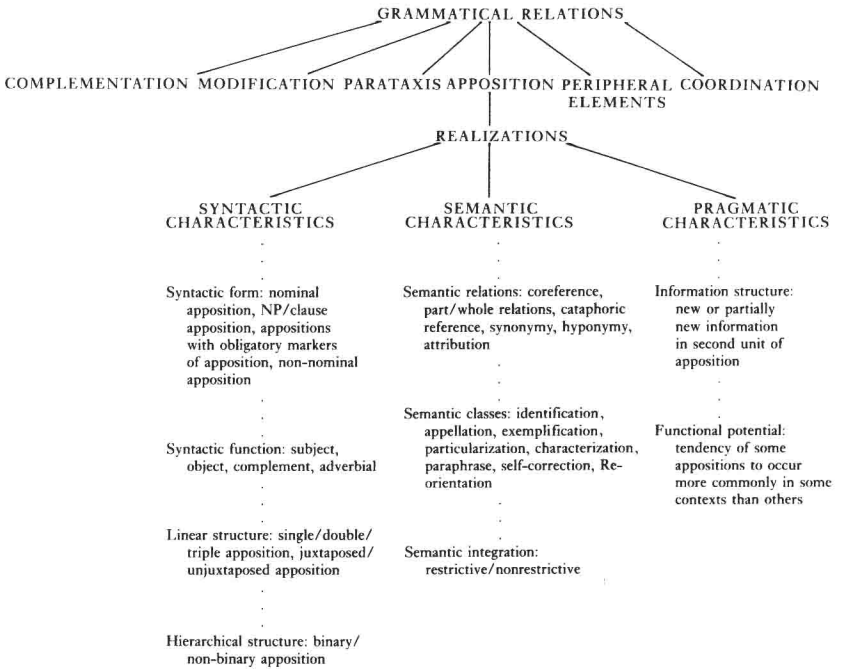 GRAMMATICAL RELATIONS
COMPLEMENTATION MODIFICATION PARATAXIS APPOSITION PERIPHERAL COORDINATION
ELEMENTS
REALIZATIONS
SYNTACTIC
CHARACTERISTICS
Syntactic form: nominal
apposition, NP/clause
apposition, appositions
with obligatory markers
of apposition, non-nominal
apposition
Syntactic function: subject,
object, complement, adverbial
Linear structure: single/double/
triple apposition, juxtaposed/
unjuxtaposed apposition
Hierarchical structure: binary/
non-binary apposition
SEMANTIC
CHARACTERISTICS
Semantic relations: coreference,
part/whole relations, cataphoric
reference, synonymy, hyponymy,
attribution
Semantic classes: identification,
appellation, exemplification,
particularization, characterization,
paraphrase, self-correction, Re-
orientation
Semantic integration:
restrictive/nonrestrictive
PRAGMATIC
CHARACTERISTICS
Information structure:
new or partially
new information
in second unit of
apposition
Functional potential:
tendency of some
appositions to occur
more commonly in some
contexts than others